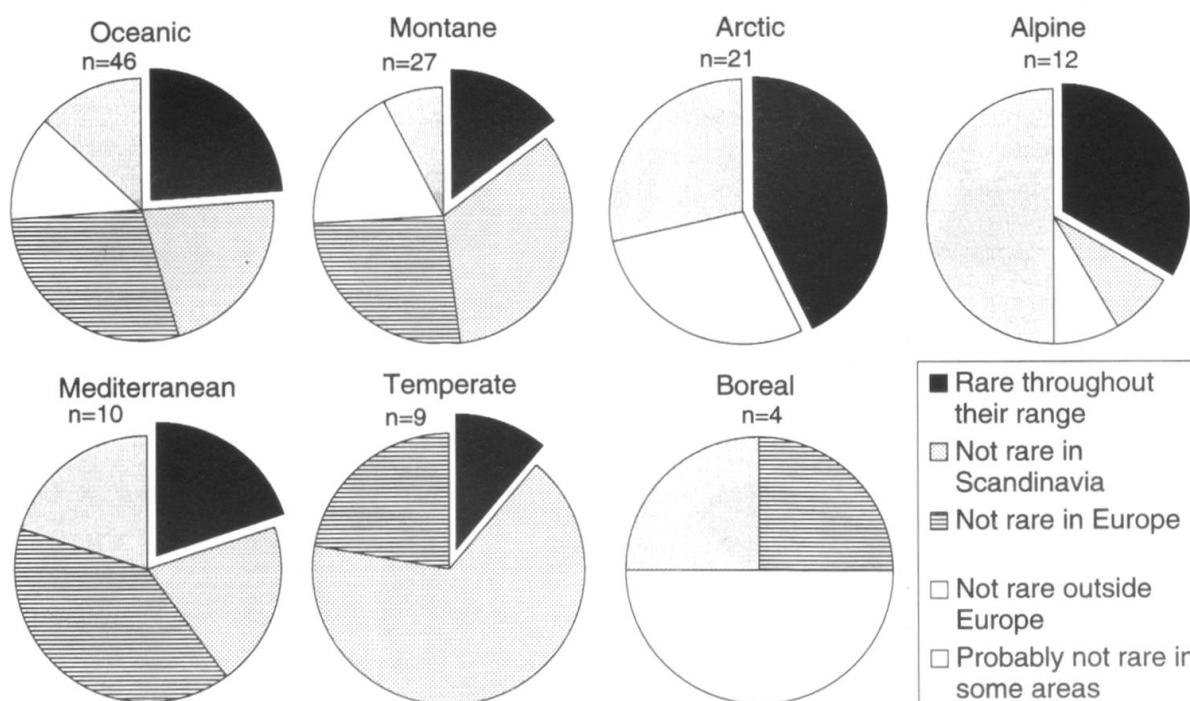 Oceanic
n=46
Montane
n=27
Arctic
n=21
Alpine
n=12
Mediterranean
n=10
Temperate
n=9
Boreal
n=4
Rare throughout
their range
Not rare in
Scandinavia
Not rare in Europe
Not rare outside
Europe
Probably not rare in
some areas